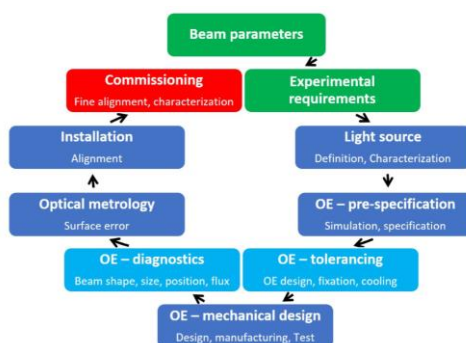 Beam parameters
Commissioning
Fine alignment, characterization
Experimental
requirements
Installation
Alignment
Light source
Definition, Characterization
Optical metrology
Surface error
OE – pre-specification
Simulation, specification
OE – diagnostics
Beam shape, size, position, flux
OE – tolerancing
OE design, fixation, cooling
OE – mechanical design
Design, manufacturing, Test